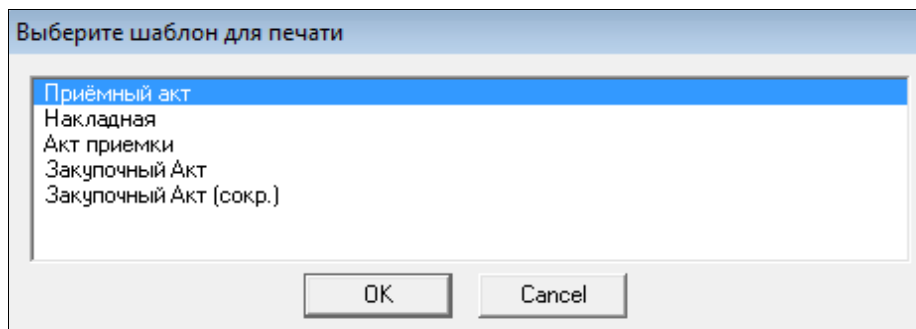 Выберите шаблон для печати
Приёмный акт
Накладная
Акт приемки
Закупочный Акт
Закупочный Акт (сокр.)
OK Cancel